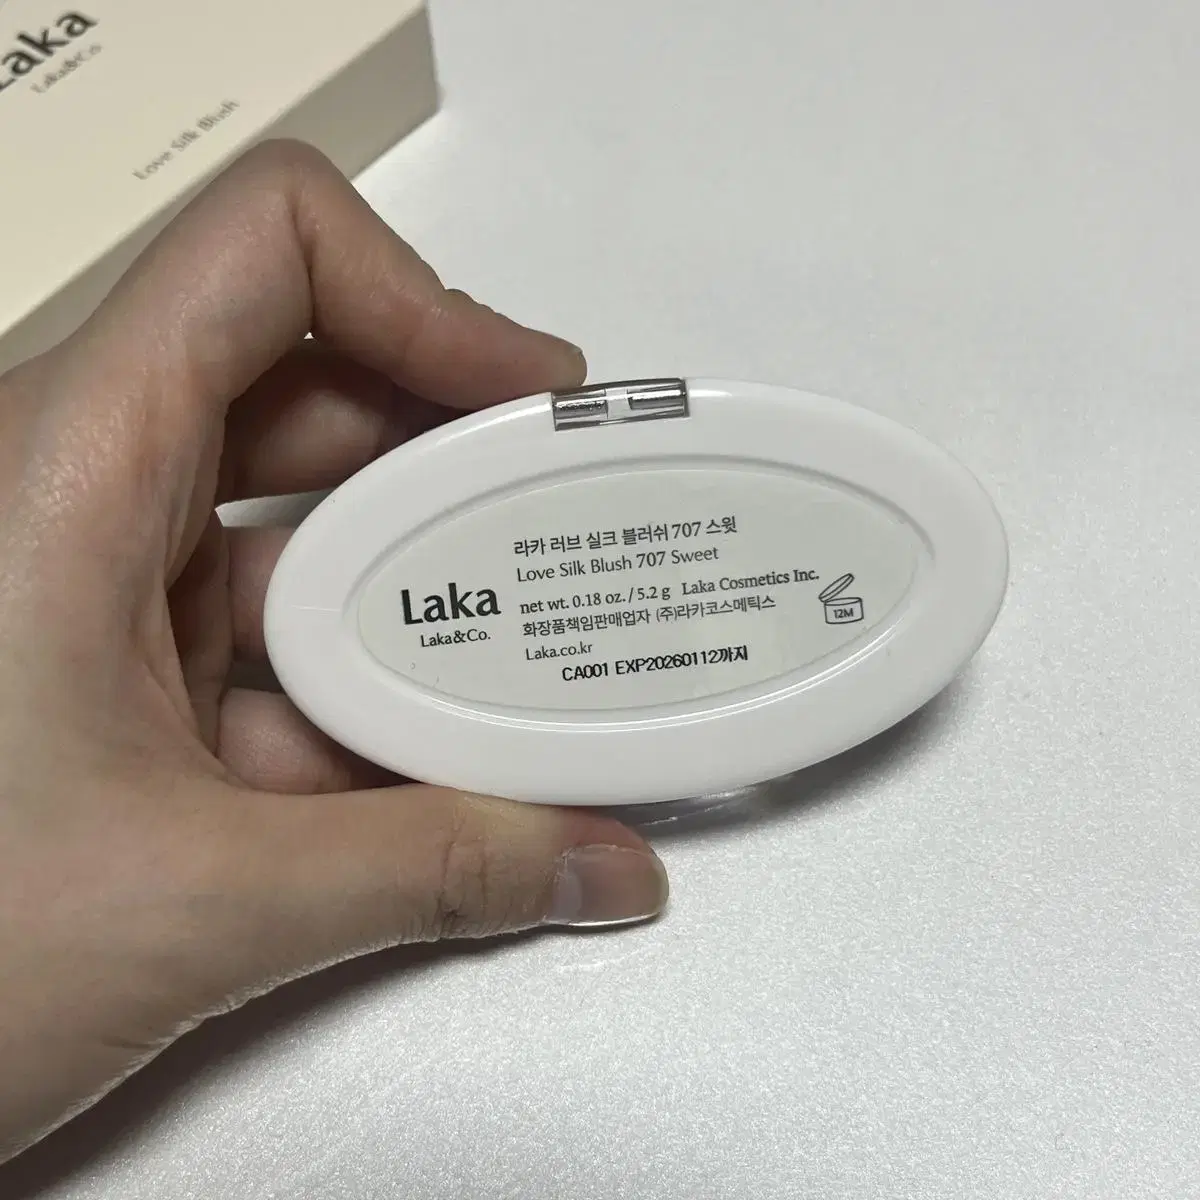 Laka
Laka&Co
Love Silk Blush
라카 러브 실크 블러쉬 707 스윗
Love Silk Blush 707 Sweet
Laka
Laka&Co.
net wt. 0.18 oz. / 5.2 g Laka Cosmetics Inc.
화장품책임판매업자 (주)라카코스메틱스
Laka.co.kr
12M
CA001 EXP20260112까지